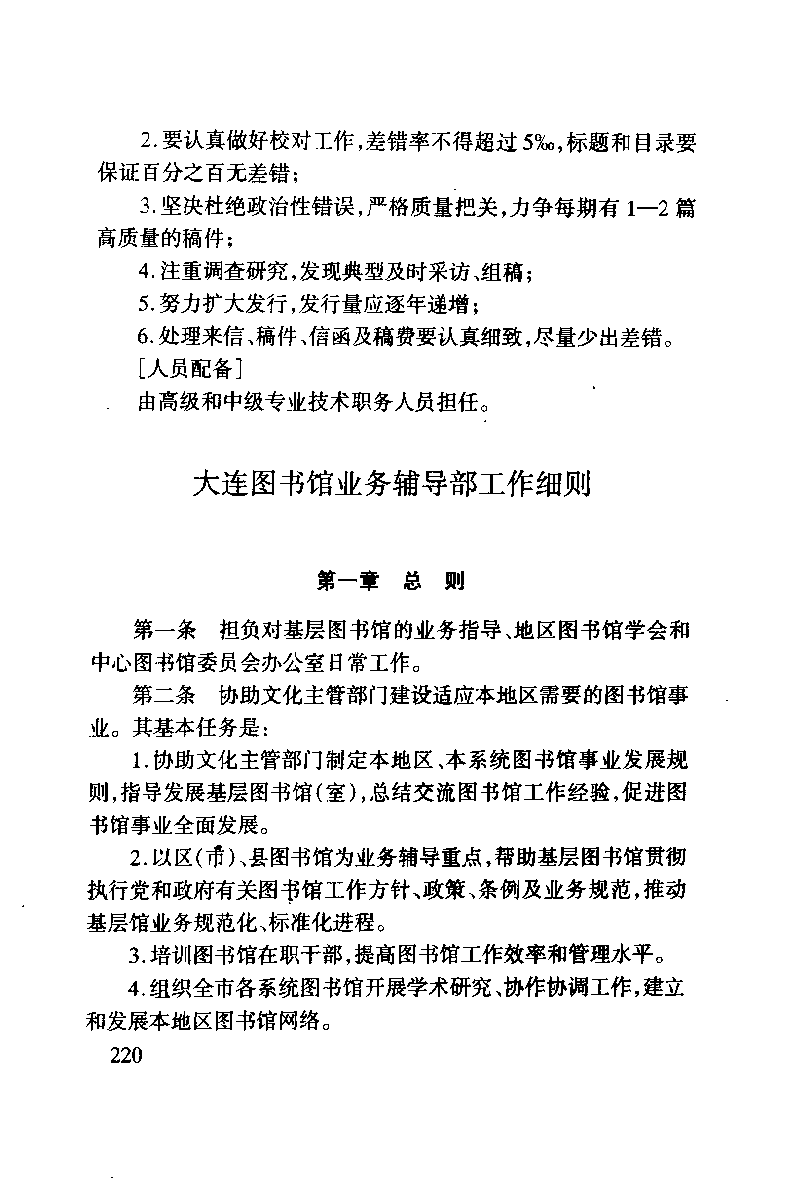 2.要认真做好校对工作,差错率不得超过5‰,标题和目录要
保证百分之百无差错;
3.坚决杜绝政治性错误,严格质量把关,力争每期有1—2篇
高质量的稿件;
4.注重调查研究,发现典型及时采访、组稿;
5.努力扩大发行,发行量应逐年递增;
6.处理来信、稿件、信函及稿费要认真细致,尽量少出差错。
[人员配备]
由高级和中级专业技术职务人员担任。
大连图书馆业务辅导部工作细则
第一章 总 则
第一条 担负对基层图书馆的业务指导、地区图书馆学会和
中心图书馆委员会办公室日常工作。
第二条 协助文化主管部门建设适应本地区需要的图书馆事
业。其基本任务是:
1.协助文化主管部门制定本地区、本系统图书馆事业发展规
则,指导发展基层图书馆(室),总结交流图书馆工作经验,促进图
书馆事业全面发展。
2.以区(市)、县图书馆为业务辅导重点,帮助基层图书馆贯彻
执行党和政府有关图书馆工作方针、政策、条例及业务规范,推动
基层馆业务规范化、标准化进程。
3.培训图书馆在职干部,提高图书馆工作效率和管理水平。
4.组织全市各系统图书馆开展学术研究、协作协调工作,建立
和发展本地区图书馆网络。
220